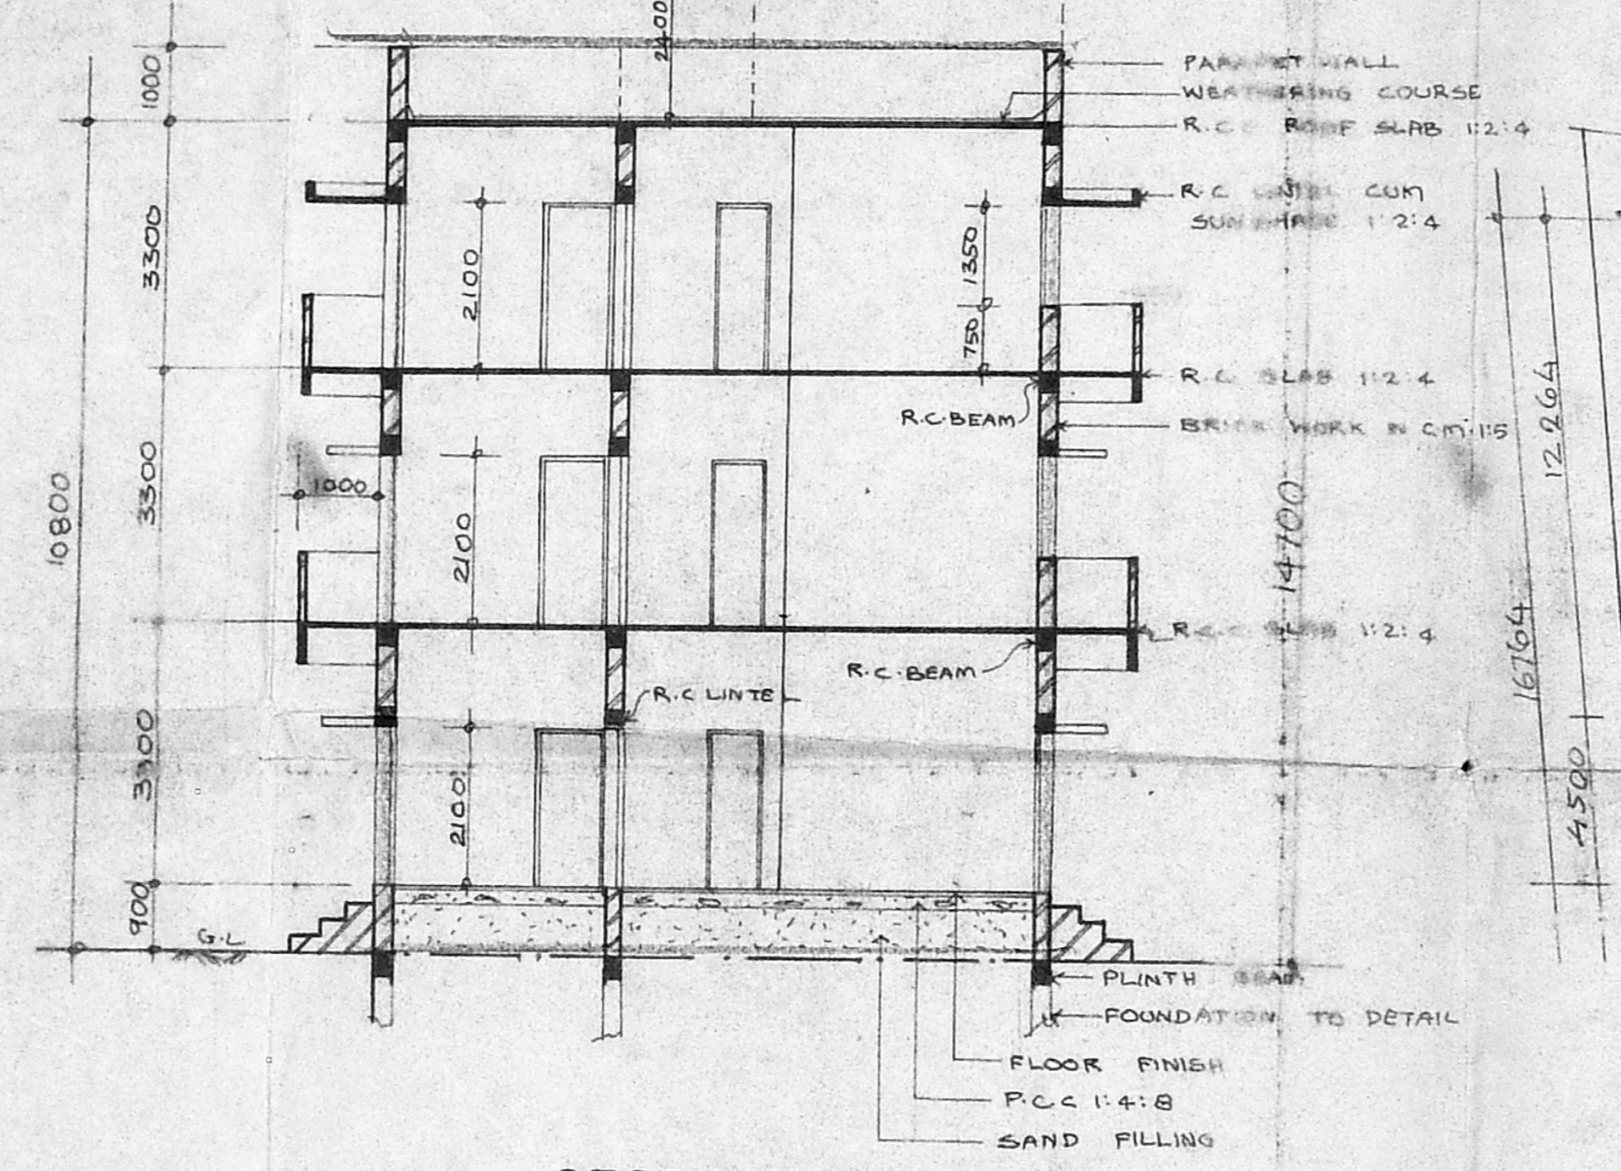 2400
1000
PARAPET WALL
WEATHERING COURSE
R.C.C ROOF SLAB 1:2:4
R.C LINTEL CUM
SUNSHADE 1:2:4
3300
2100
1350
750
R.C. SLAB 1:2:4
R.C.BEAM
BRICK WORK IN C.M. 1:5
12264
10800
3300
1000
14700
2100
R.C.C SLAB 1:2:4
R.C.BEAM
16764
R.C LINTEL
3300
2100
4500
900
G.L
PLINTH BEAM
FOUNDATION TO DETAIL
FLOOR FINISH
P.C.C 1:4:8
SAND FILLING